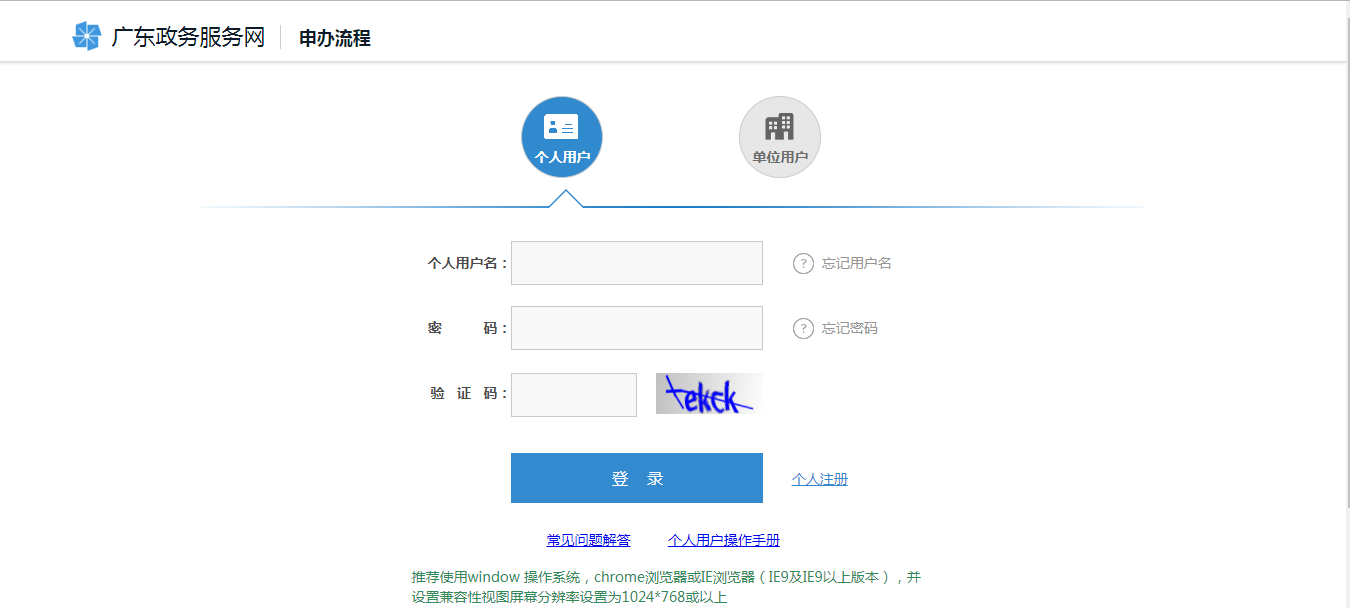 广东政务服务网 申办流程
个人用户 单位用户
个人用户名： ? 忘记用户名
密 码： ? 忘记密码
验 证 码： tekck
登 录 个人注册
常见问题解答 个人用户操作手册
推荐使用window 操作系统，chrome浏览器或IE浏览器（IE9及IE9以上版本），并
设置兼容性视图屏幕分辨率设置为1024*768或以上